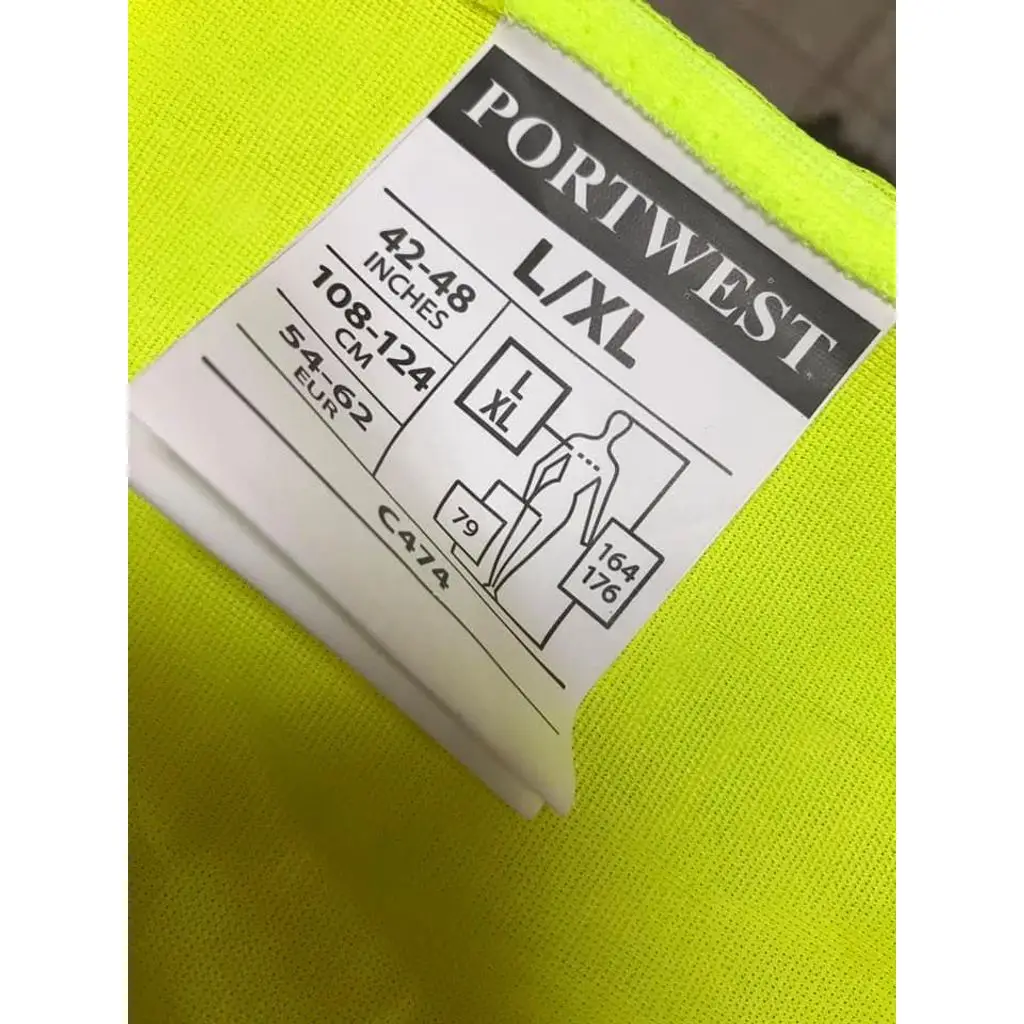 PORTWEST
L/XL
42-48
INCHES
108-124
CM
54-62
EUR
L
XL
79
164
176
C474